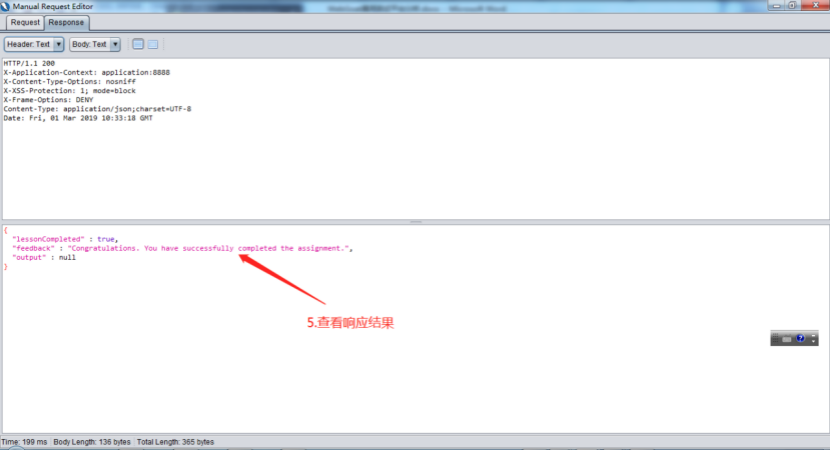 Manual Request Editor
Microsoft Word
Request Response
Header: Text Body: Text
HTTP/1.1 200
X-Application-Context: application:8888
X-Content-Type-Options: nosniff
X-XSS-Protection: 1; mode=block
X-Frame-Options: DENY
Content-Type: application/json;charset=UTF-8
Date: Fri, 01 Mar 2019 10:33:18 GMT
{
"lessonCompleted" : true,
"feedback" : "Congratulations. You have successfully completed the assignment.",
"output" : null
}
5.查看响应结果
Time: 199 ms Body Length: 136 bytes Total Length: 365 bytes